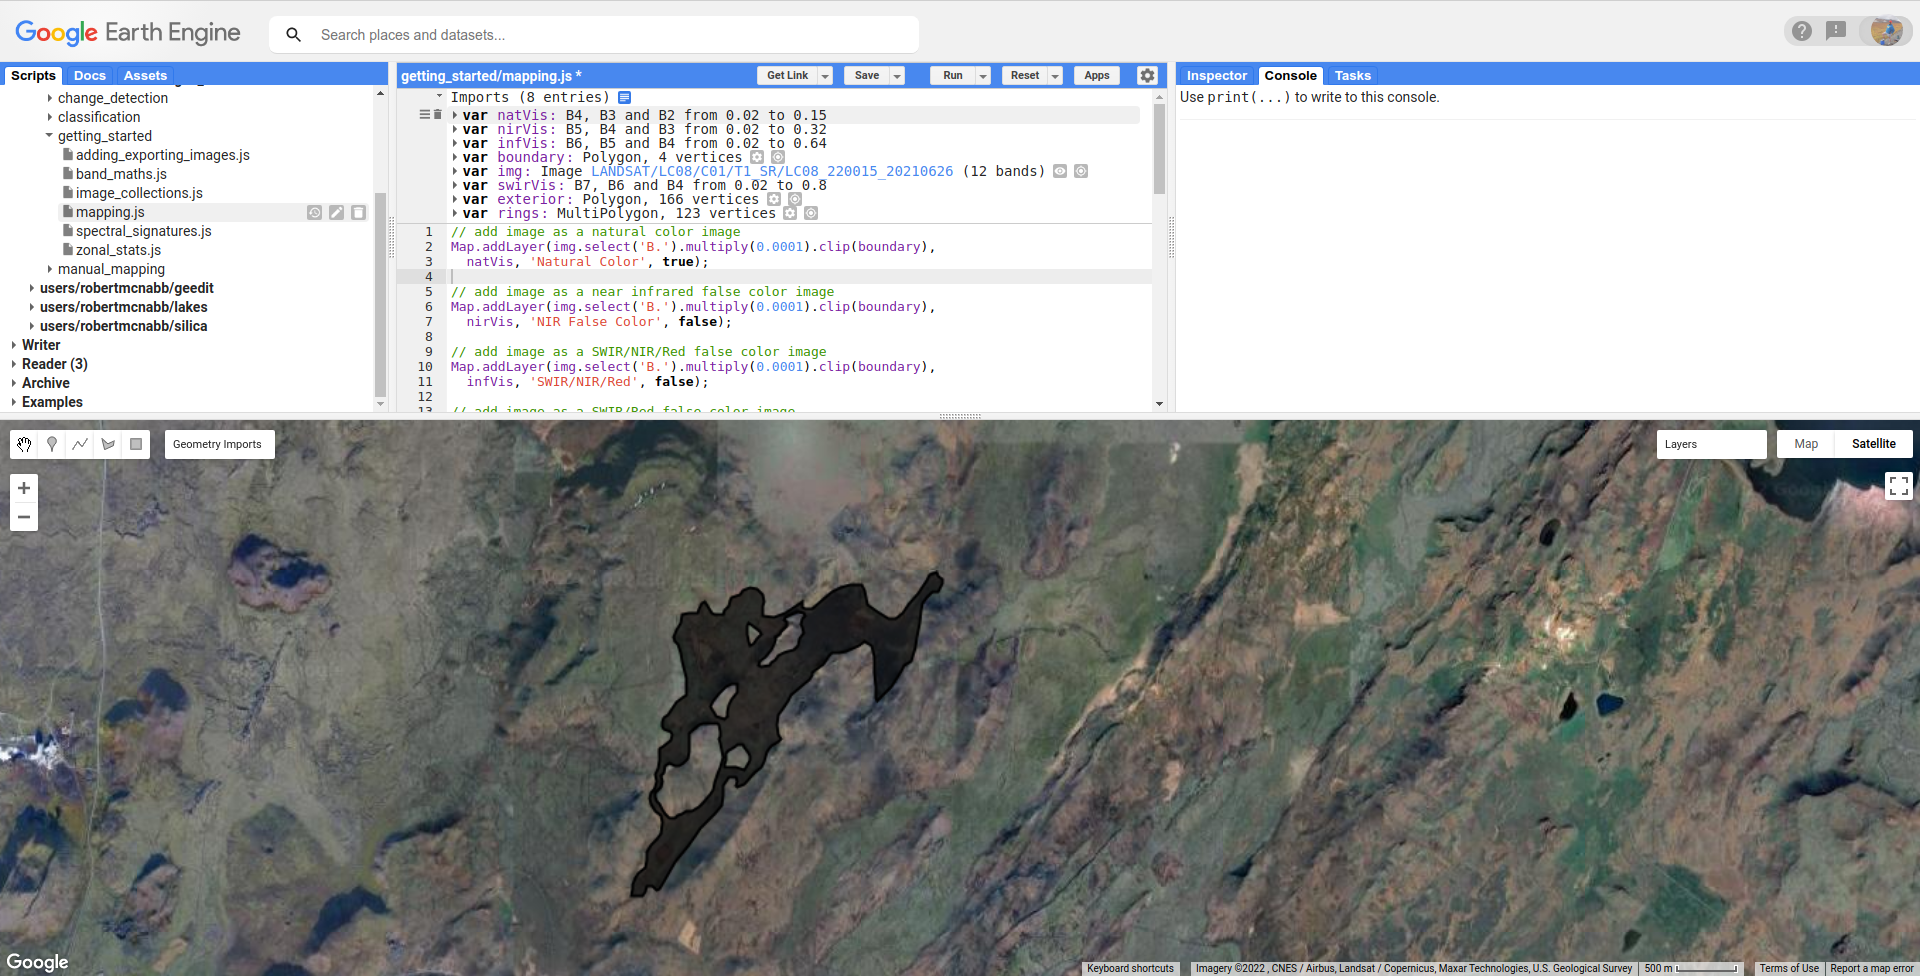 Google Earth Engine
Search places and datasets...
Scripts
Docs
Assets
change_detection
classification
getting_started
adding_exporting_images.js
band_maths.js
image_collections.js
mapping.js
spectral_signatures.js
zonal_stats.js
manual_mapping
users/robertmcnabb/geedit
users/robertmcnabb/lakes
users/robertmcnabb/silica
Writer
Reader (3)
Archive
Examples
getting_started/mapping.js *
Get Link
Save
Run
Reset
Apps
Imports (8 entries)
var natVis: B4, B3 and B2 from 0.02 to 0.15
var nirVis: B5, B4 and B3 from 0.02 to 0.32
var infVis: B6, B5 and B4 from 0.02 to 0.64
var boundary: Polygon, 4 vertices
var img: Image LANDSAT/LC08/C01/T1_SR/LC08_220015_20210626 (12 bands)
var swirVis: B7, B6 and B4 from 0.02 to 0.8
var exterior: Polygon, 166 vertices
var rings: MultiPolygon, 123 vertices
1 // add image as a natural color image
2 Map.addLayer(img.select('B.').multiply(0.0001).clip(boundary),
3 natVis, 'Natural Color', true);
4
5 // add image as a near infrared false color image
6 Map.addLayer(img.select('B.').multiply(0.0001).clip(boundary),
7 nirVis, 'NIR False Color', false);
8
9 // add image as a SWIR/NIR/Red false color image
10 Map.addLayer(img.select('B.').multiply(0.0001).clip(boundary),
11 infVis, 'SWIR/NIR/Red', false);
12
13 // add image as a SWIR/Red false color image
Inspector
Console
Tasks
Use print(...) to write to this console.
Geometry Imports
Layers
Map
Satellite
Google
Keyboard shortcuts
Imagery ©2022 , CNES / Airbus, Landsat / Copernicus, Maxar Technologies, U.S. Geological Survey
500 m
Terms of Use
Report a map error